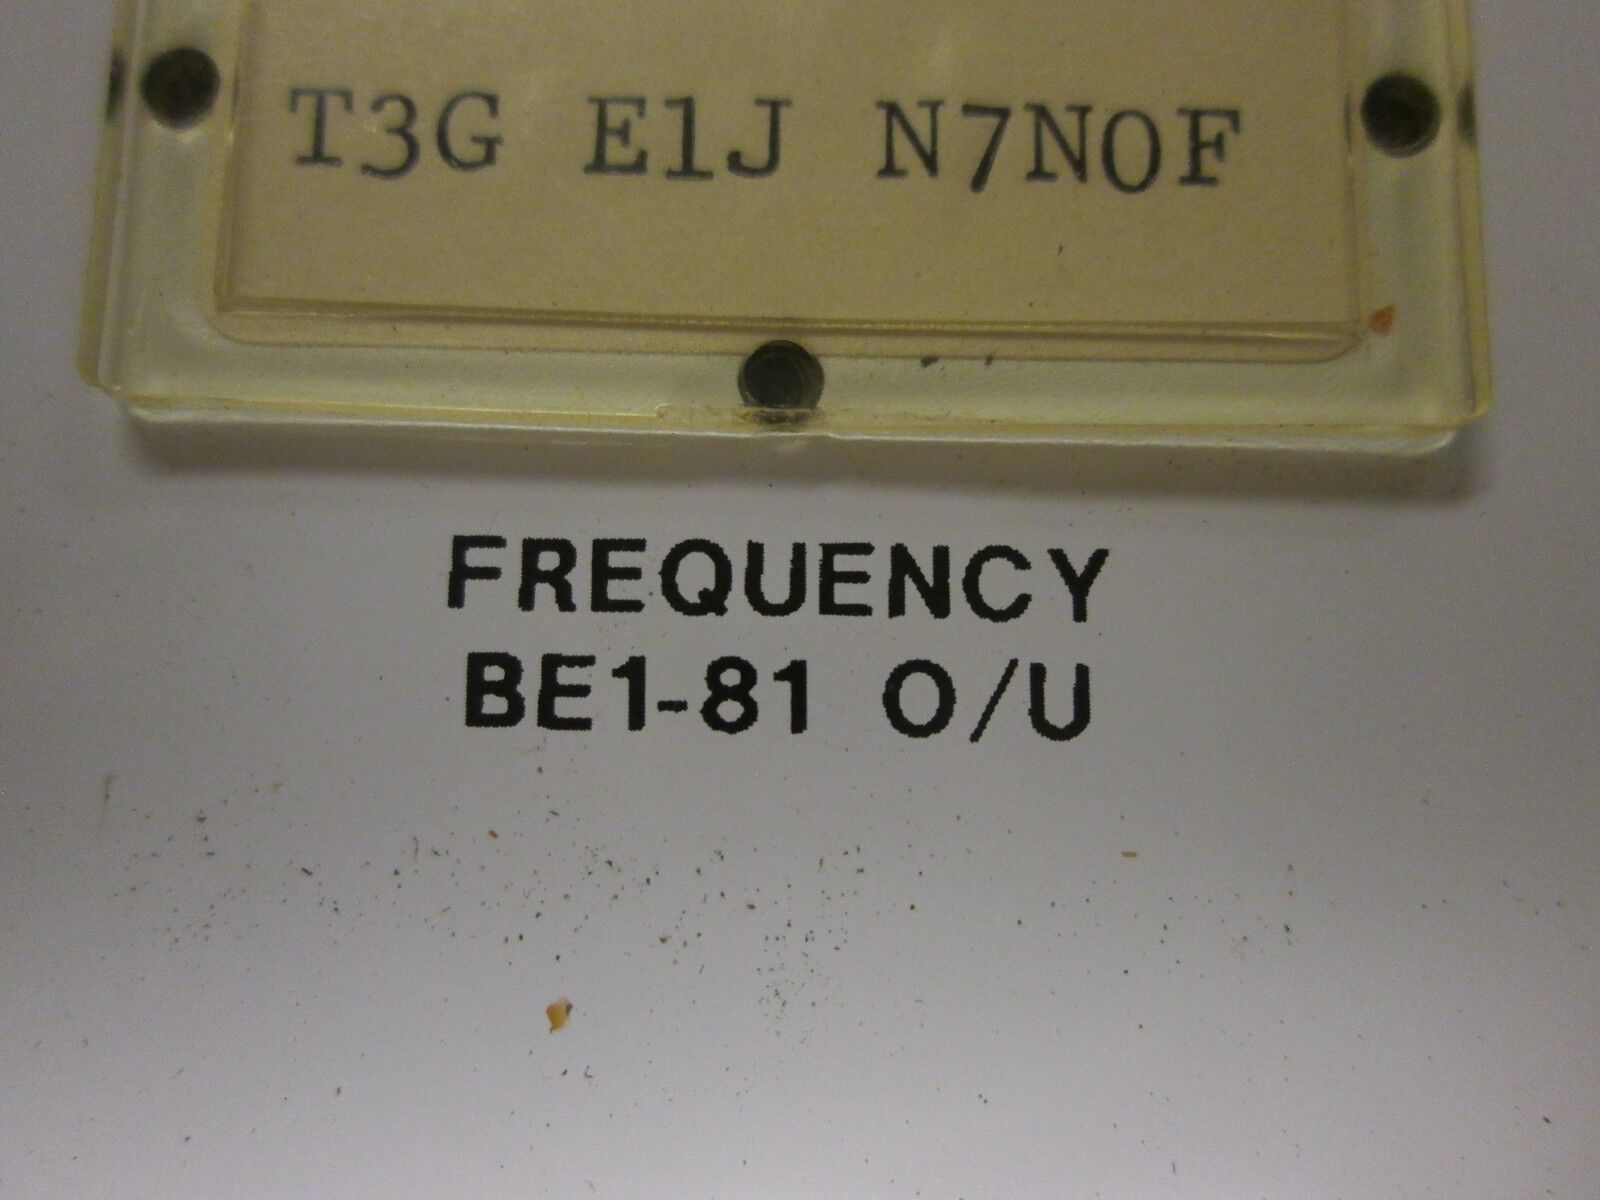 T3G E1J N7N0F
FREQUENCY
BE1-81 O/U